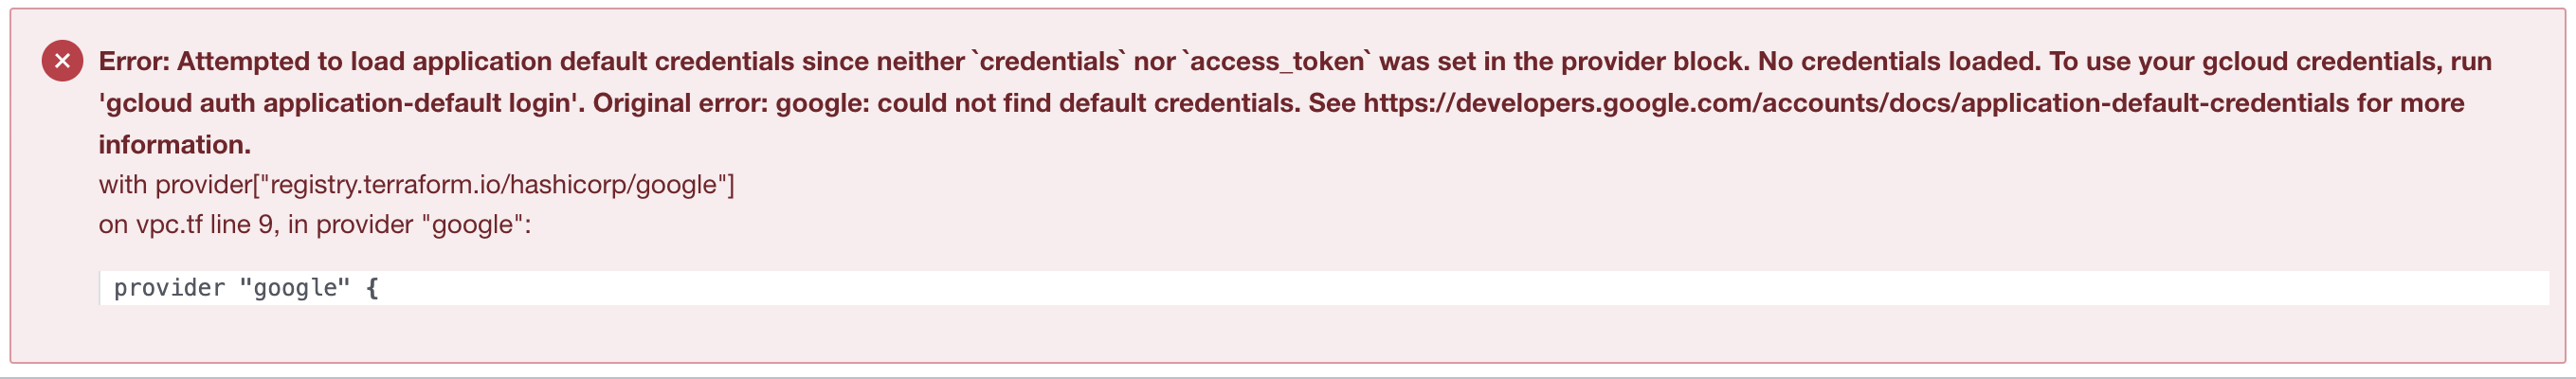 Error: Attempted to load application default credentials since neither `credentials` nor `access_token` was set in the provider block. No credentials loaded. To use your gcloud credentials, run
'gcloud auth application-default login'. Original error: google: could not find default credentials. See https://developers.google.com/accounts/docs/application-default-credentials for more
information.
with provider["registry.terraform.io/hashicorp/google"]
on vpc.tf line 9, in provider "google":
provider "google" {